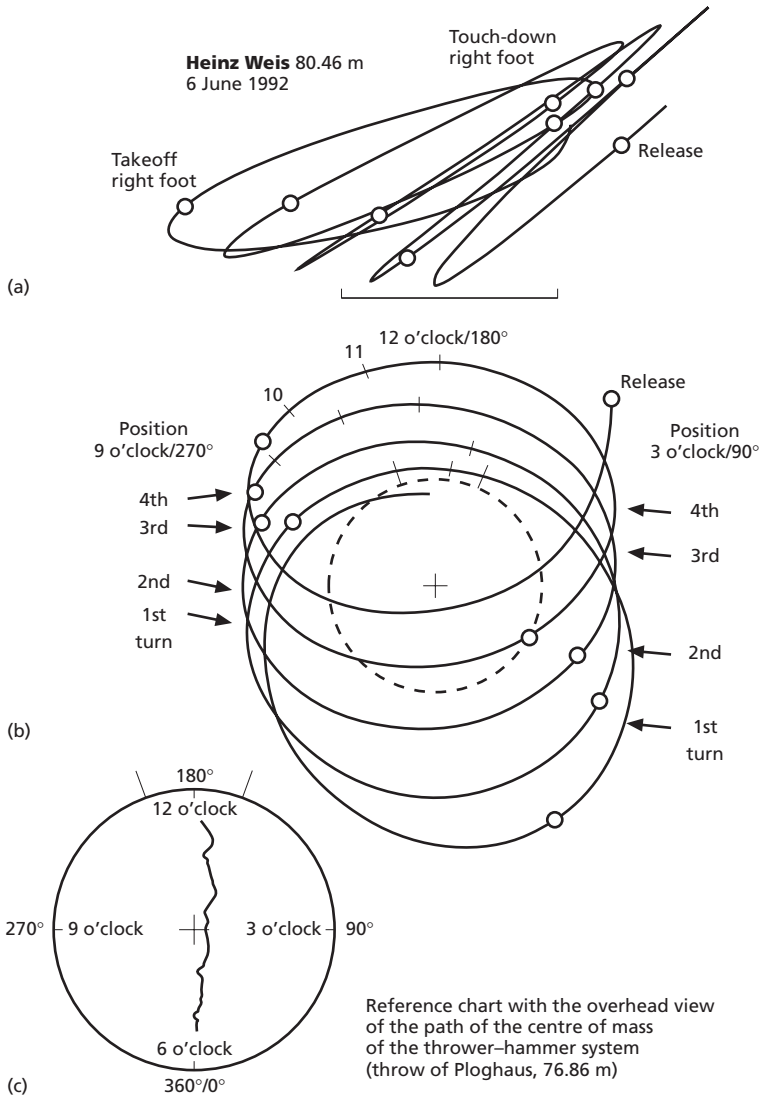 Heinz Weis 80.46 m
6 June 1992
Touch-down
right foot
Takeoff
right foot
Release
(a)
12 o’clock/180°
11
10
Release
Position
9 o’clock/270°
Position
3 o’clock/90°
4th
3rd
2nd
1st
turn
4th
3rd
2nd
1st
turn
(b)
180°
12 o’clock
270°
9 o’clock
3 o’clock
90°
6 o’clock
360°/0°
(c)
Reference chart with the overhead view
of the path of the centre of mass
of the thrower–hammer system
(throw of Ploghaus, 76.86 m)